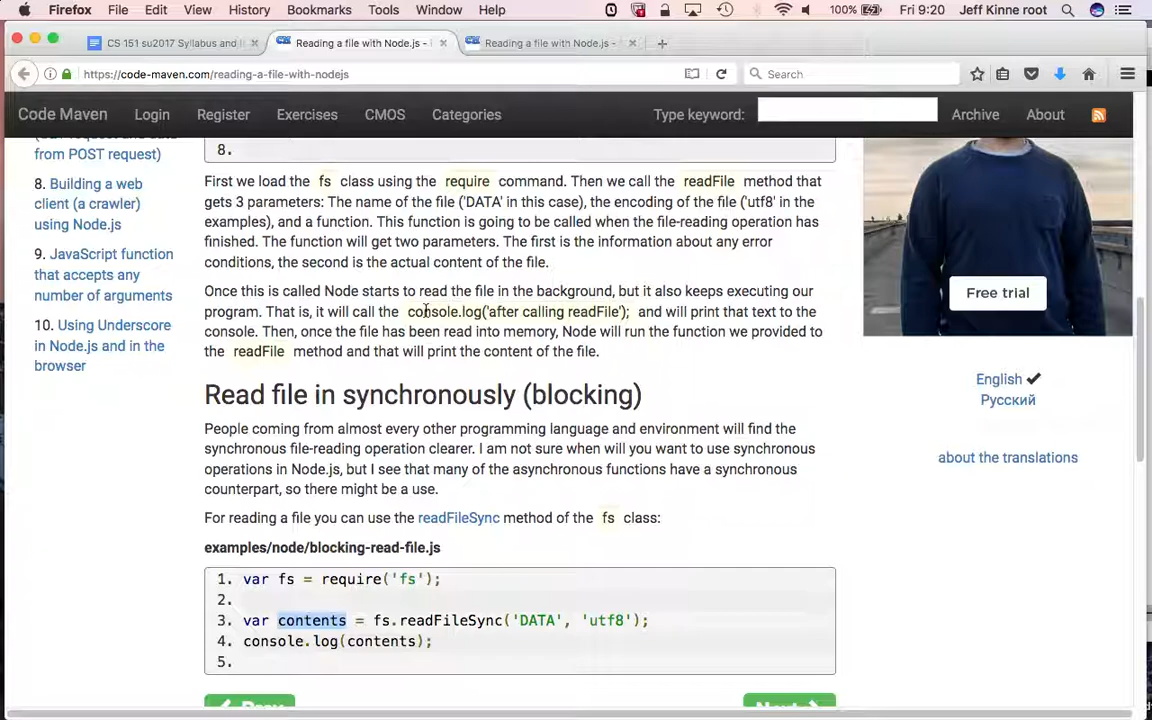 Firefox File Edit View History Bookmarks Tools Window Help 100% Fri 9:20 Jeff Kinne root
CS 151 su2017 Syllabus and Reading a file with Node.js - Reading a file with Node.js -
https://code-maven.com/reading-a-file-with-nodejs Search
Code Maven Login Register Exercises CMOS Categories Type keyword: Archive About
from POST request)
8. Building a web
client (a crawler)
using Node.js
9. JavaScript function
that accepts any
number of arguments
10. Using Underscore
in Node.js and in the
browser
8.
First we load the fs class using the require command. Then we call the readFile method that
gets 3 parameters: The name of the file ('DATA' in this case), the encoding of the file ('utf8' in the
examples), and a function. This function is going to be called when the file-reading operation has
finished. The function will get two parameters. The first is the information about any error
conditions, the second is the actual content of the file.
Once this is called Node starts to read the file in the background, but it also keeps executing our
program. That is, it will call the console.log('after calling readFile'); and will print that text to the
console. Then, once the file has been read into memory, Node will run the function we provided to
the readFile method and that will print the content of the file.
Read file in synchronously (blocking)
People coming from almost every other programming language and environment will find the
synchronous file-reading operation clearer. I am not sure when will you want to use synchronous
operations in Node.js, but I see that many of the asynchronous functions have a synchronous
counterpart, so there might be a use.
For reading a file you can use the readFileSync method of the fs class:
examples/node/blocking-read-file.js
1. var fs = require('fs');
2.
3. var contents = fs.readFileSync('DATA', 'utf8');
4. console.log(contents);
5.
Free trial
English
Русский
about the translations